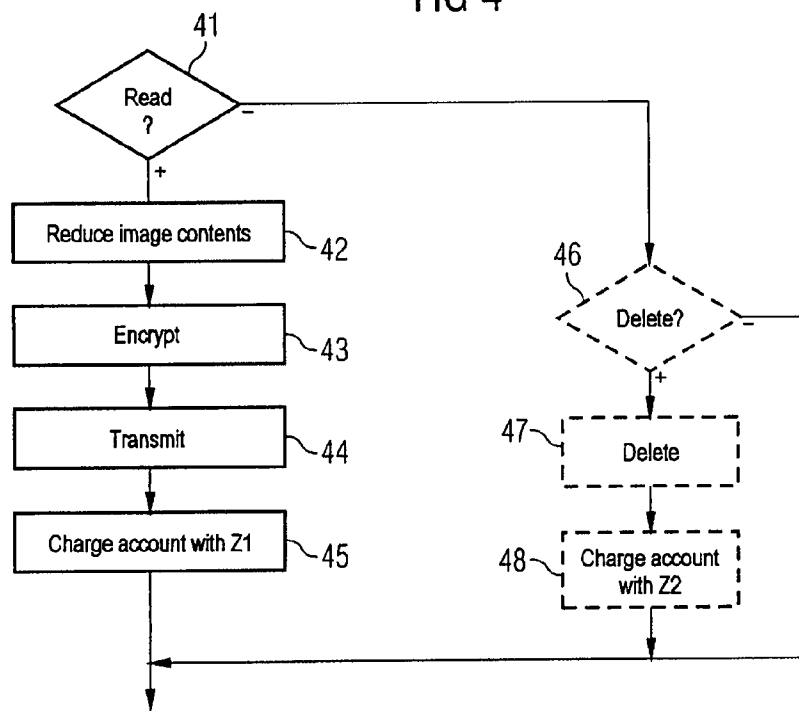 FIG 4
41
Read
?
-
+
Reduce image contents
42
46
Delete?
-
+
Encrypt
43
Transmit
44
47
Delete
Charge account with Z1
45
48
Charge account
with Z2